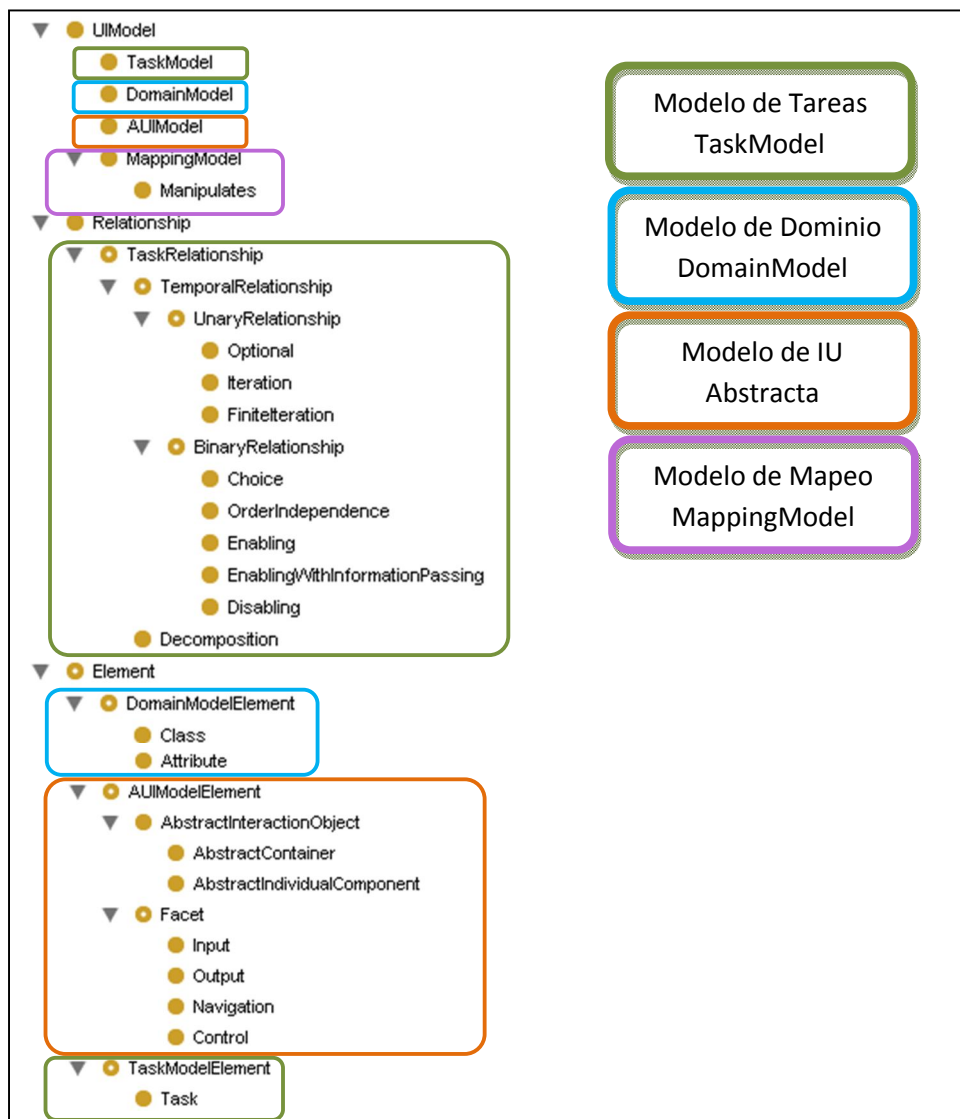 UIModel
TaskModel
DomainModel
AUIModel
MappingModel
Manipulates
Relationship
TaskRelationship
TemporalRelationship
UnaryRelationship
Optional
Iteration
FiniteIteration
BinaryRelationship
Choice
OrderIndependence
Enabling
EnablingWithInformationPassing
Disabling
Decomposition
Element
DomainModelElement
Class
Attribute
AUIModelElement
AbstractInteractionObject
AbstractContainer
AbstractIndividualComponent
Facet
Input
Output
Navigation
Control
TaskModelElement
Task
Modelo de Tareas
TaskModel
Modelo de Dominio
DomainModel
Modelo de IU
Abstracta
Modelo de Mapeo
MappingModel